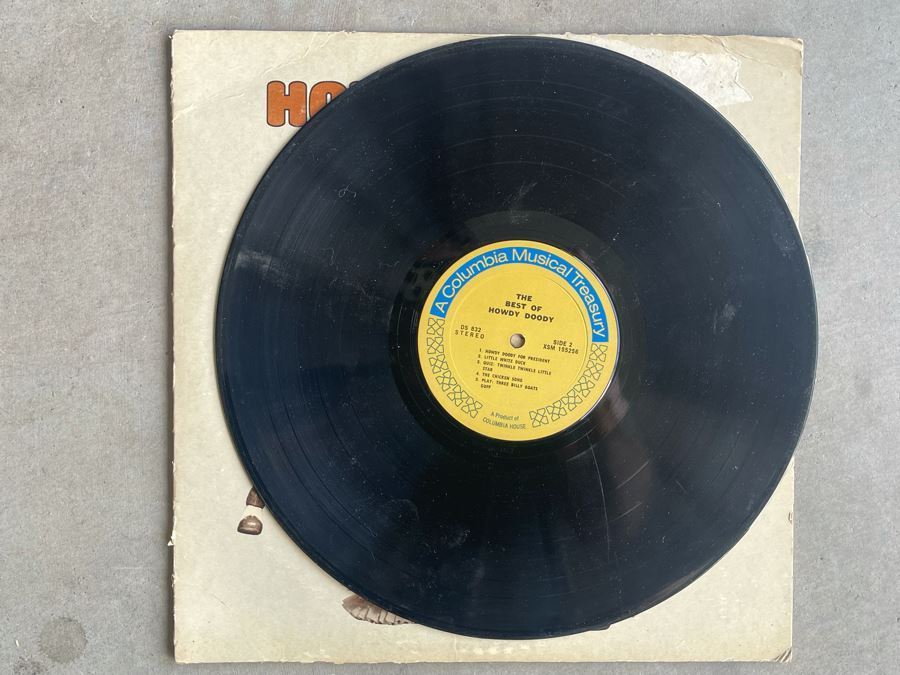 HO
A Columbia Musical Treasury
THE
BEST OF
HOWDY DOODY
DS 832
STEREO
SIDE 2
XSM 155256
1. HOWDY DOODY FOR PRESIDENT
2. LITTLE WHITE DUCK
3. QUIZ: TWINKLE TWINKLE LITTLE
STAR
4. THE CHICKEN SONG
5. PLAY: THREE BILLY GOATS
GUFF
A Product of
COLUMBIA HOUSE